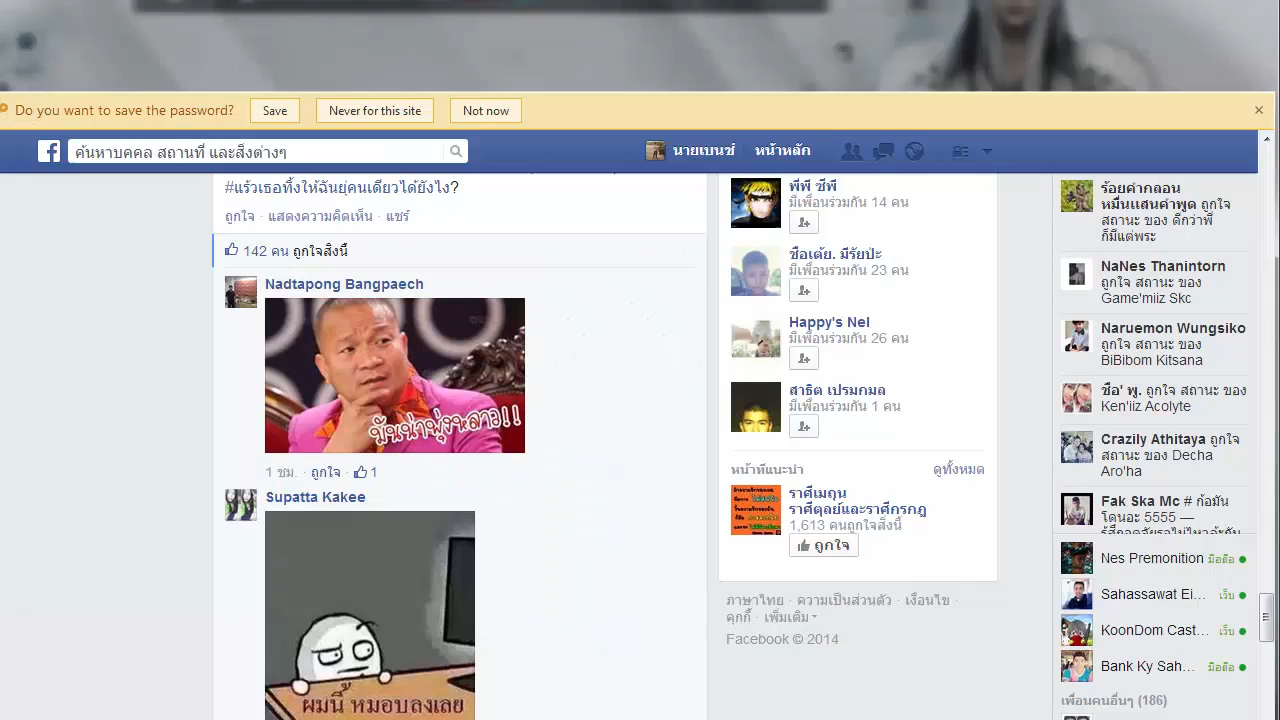 Do you want to save the password?
Save
Never for this site
Not now
ค้นหาบุคคล สถานที่ และสิ่งต่างๆ
นายเบนซ์
หน้าหลัก
#แร้วเธอทิ้งให้ฉันยุ่คนเดียวได้ยังไง?
ถูกใจ · แสดงความคิดเห็น · แชร์
142 คน ถูกใจสิ่งนี้
Nadtapong Bangpaech
มันน่าพุ่งหลาว!!
1 ชม. · ถูกใจ · 1
Supatta Kakee
ผมนี้ หมอบลงเลย
พีพี ซีพี
มีเพื่อนร่วมกัน 14 คน
ชื่อเต้ย. มีรัยป่ะ
มีเพื่อนร่วมกัน 23 คน
Happy's Nel
มีเพื่อนร่วมกัน 26 คน
สาธิต เปรมกมล
มีเพื่อนร่วมกัน 1 คน
หน้าที่แนะนำ
ดูทั้งหมด
ราศีเมถุน
ราศีตุลย์และราศีกรกฎ
1,613 คนถูกใจสิ่งนี้
ถูกใจ
ภาษาไทย · ความเป็นส่วนตัว · เงื่อนไข ·
คุกกี้ · เพิ่มเติม
Facebook © 2014
ร้อยคำกลอน
หมื่นแสนคำพูด ถูกใจ
สถานะ ของ ดีกว่าพี่
ก็มีแต่พระ
NaNes Thanintorn
ถูกใจ สถานะ ของ
Game'miiz Skc
Naruemon Wungsiko
ถูกใจ สถานะ ของ
BiBibom Kitsana
ชื่อ' พุ. ถูกใจ สถานะ ของ
Ken'iiz Acolyte
Crazily Athitaya ถูกใจ
สถานะ ของ Decha
Aro'ha
โดนอะ 5555.
Nes Premonition มือถือ
Sahassawat Ei... เว็บ
KoonDom Cast... เว็บ
Bank Ky Sah... มือถือ
เพื่อนคนอื่นๆ (186)